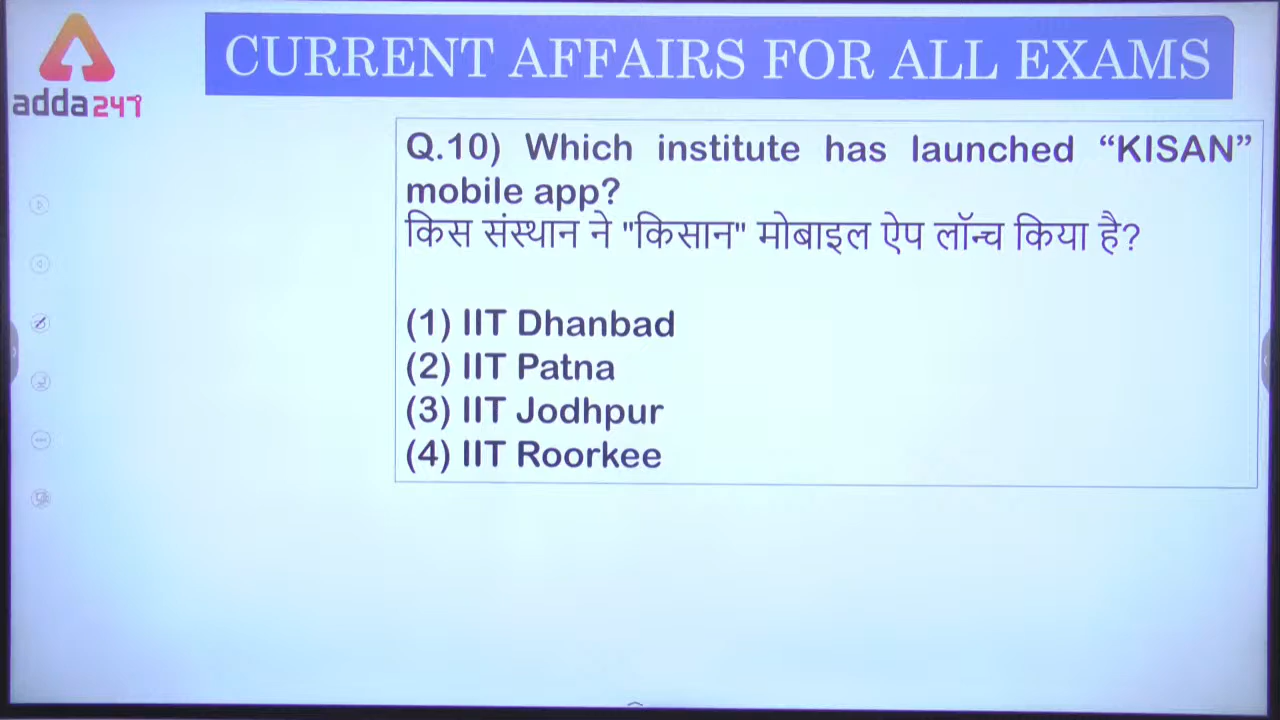 CURRENT AFFAIRS FOR ALL EXAMS
adda247
Q.10) Which institute has launched “KISAN”
mobile app?
किस संस्थान ने "किसान" मोबाइल ऐप लॉन्च किया है?
(1) IIT Dhanbad
(2) IIT Patna
(3) IIT Jodhpur
(4) IIT Roorkee